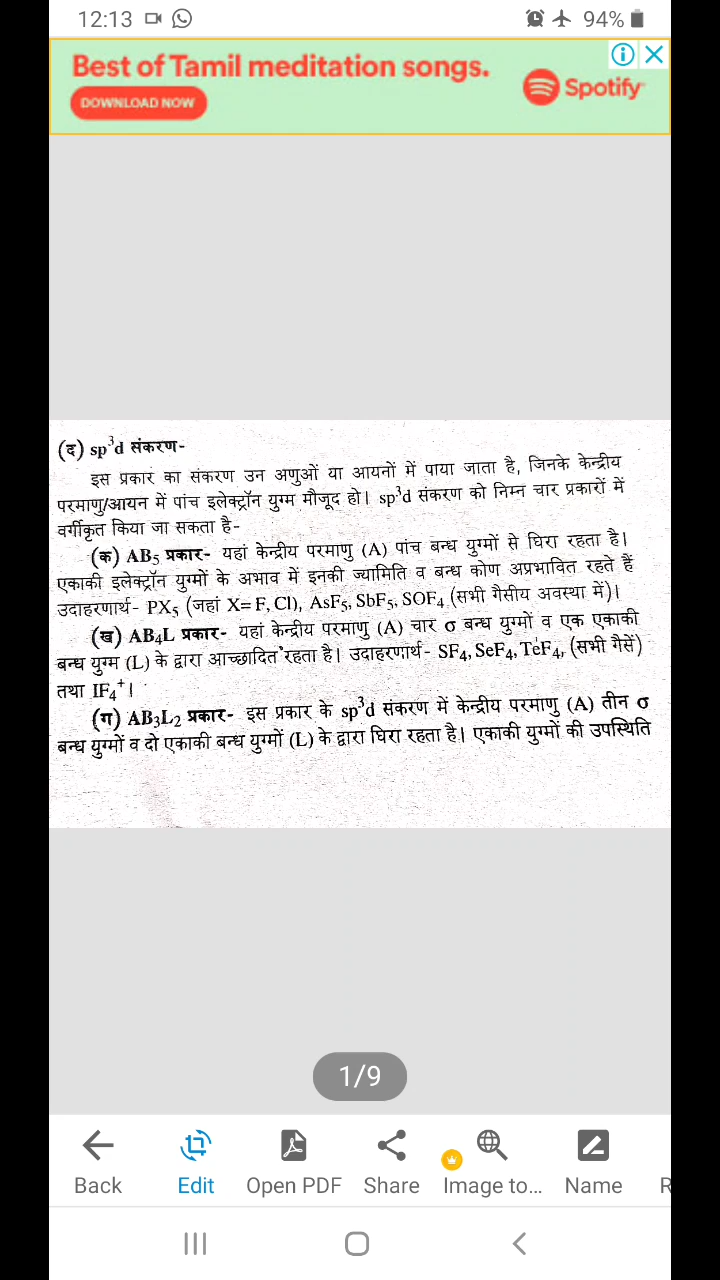 12:13 94%
Best of Tamil meditation songs.
DOWNLOAD NOW
Spotify
(द) sp³d संकरण-
इस प्रकार का संकरण उन अणुओं या आयनों में पाया जाता है, जिनके केन्द्रीय
परमाणु/आयन में पांच इलेक्ट्रॉन युग्म मौजूद हो। sp³d संकरण को निम्न चार प्रकारों में
वर्गीकृत किया जा सकता है-
(क) AB₅ प्रकार- यहां केन्द्रीय परमाणु (A) पांच बन्ध युग्मों से घिरा रहता है।
एकाकी इलेक्ट्रॉन युग्मों के अभाव में इनकी ज्यामिति व बन्ध कोण अप्रभावित रहते हैं
उदाहरणार्थ- PX₅ (जहां X= F, Cl), AsF₅, SbF₅, SOF₄ (सभी गैसीय अवस्था में)।
(ख) AB₄L प्रकार- यहां केन्द्रीय परमाणु (A) चार σ बन्ध युग्मों व एक एकाकी
बन्ध युग्म (L) के द्वारा आच्छादित रहता है। उदाहरणार्थ- SF₄, SeF₄, TeF₄, (सभी गैसें)
तथा IF₄⁺।
(ग) AB₃L₂ प्रकार- इस प्रकार के sp³d संकरण में केन्द्रीय परमाणु (A) तीन σ
बन्ध युग्मों व दो एकाकी बन्ध युग्मों (L) के द्वारा घिरा रहता है। एकाकी युग्मों की उपस्थिति
1/9
Back Edit Open PDF Share Image to... Name R